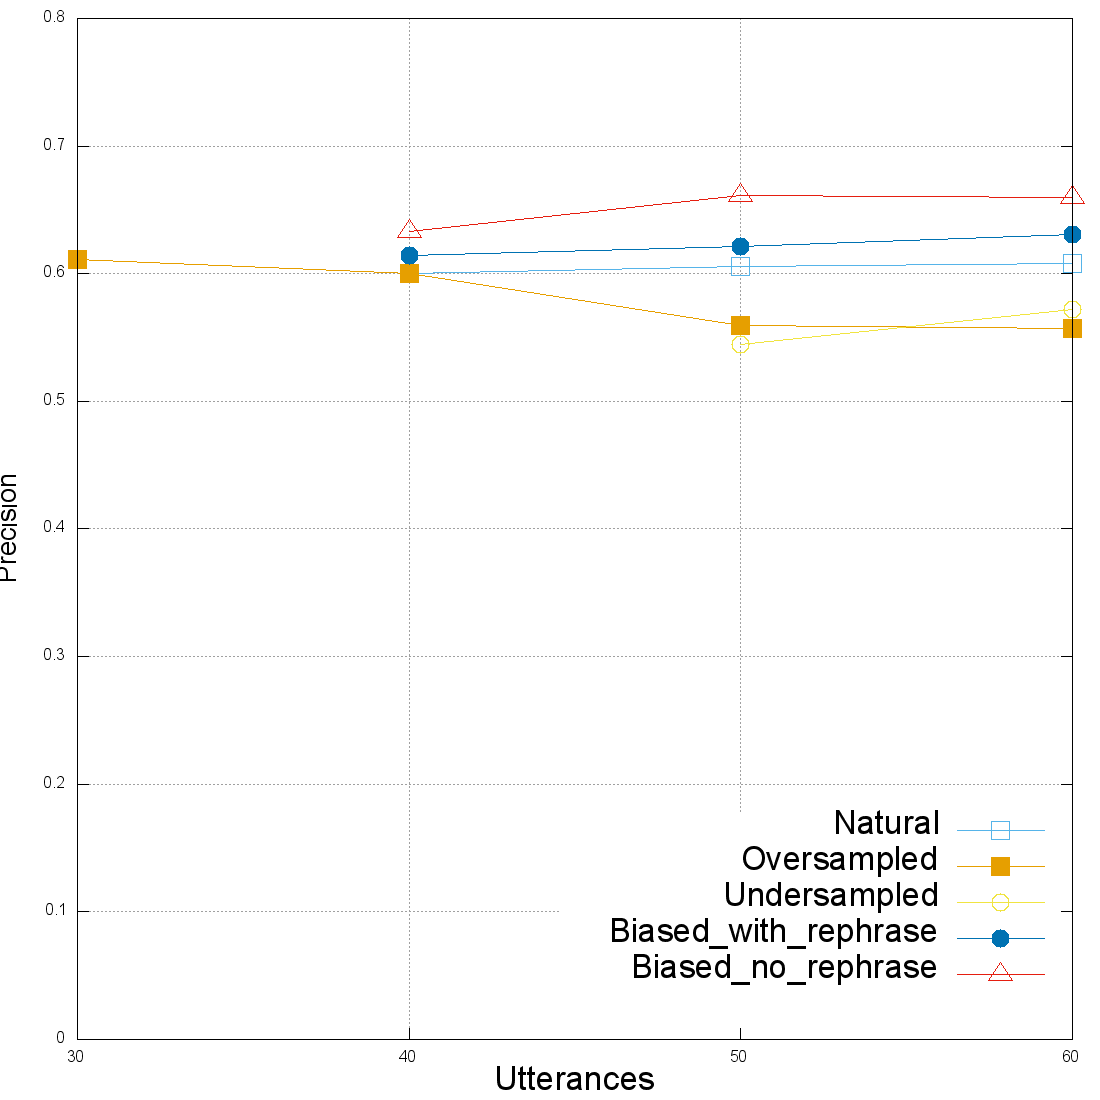 0.8
0.7
0.6
0.5
0.4
0.3
0.2
0.1
0
Precision
30
40
50
60
Utterances
Natural
Oversampled
Undersampled
Biased_with_rephrase
Biased_no_rephrase